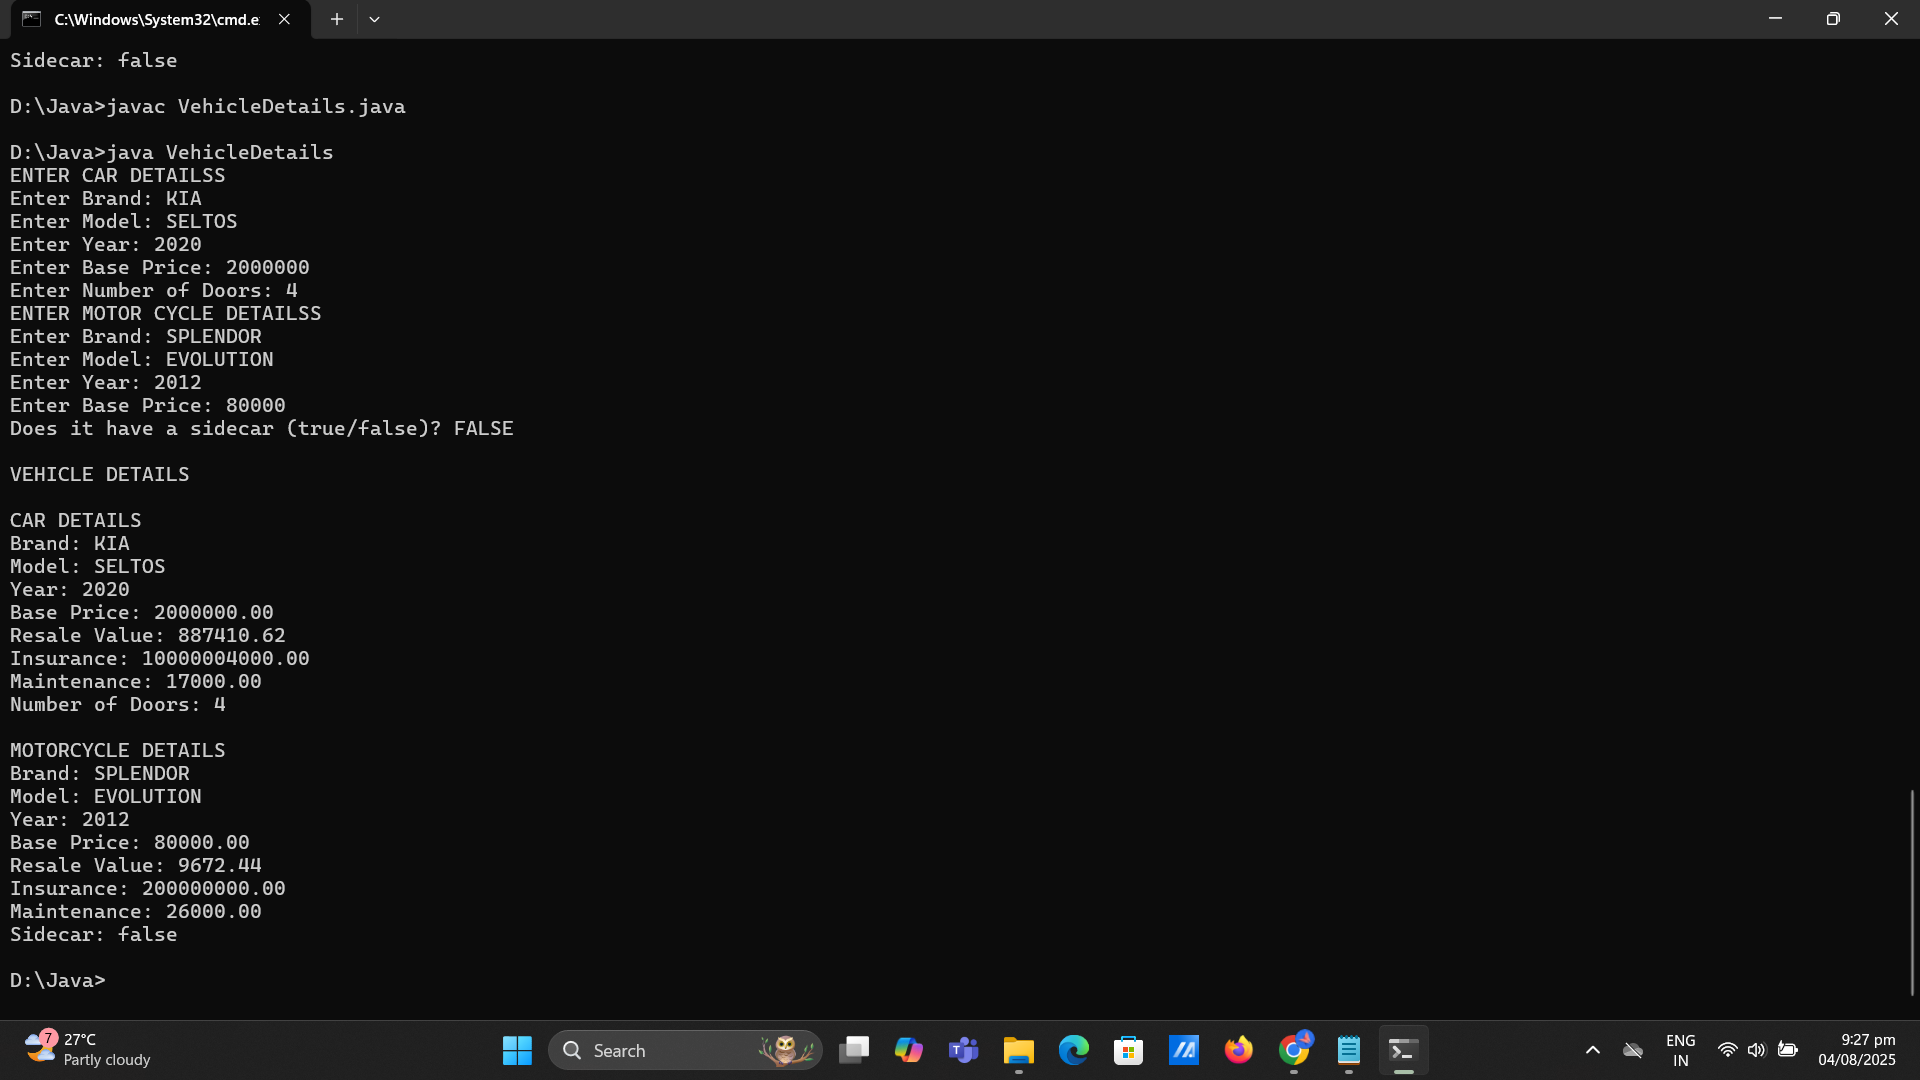 C:\Windows\System32\cmd.e
Sidecar: false
D:\Java>javac VehicleDetails.java
D:\Java>java VehicleDetails
ENTER CAR DETAILSS
Enter Brand: KIA
Enter Model: SELTOS
Enter Year: 2020
Enter Base Price: 2000000
Enter Number of Doors: 4
ENTER MOTOR CYCLE DETAILSS
Enter Brand: SPLENDOR
Enter Model: EVOLUTION
Enter Year: 2012
Enter Base Price: 80000
Does it have a sidecar (true/false)? FALSE
VEHICLE DETAILS
CAR DETAILS
Brand: KIA
Model: SELTOS
Year: 2020
Base Price: 2000000.00
Resale Value: 887410.62
Insurance: 10000004000.00
Maintenance: 17000.00
Number of Doors: 4
MOTORCYCLE DETAILS
Brand: SPLENDOR
Model: EVOLUTION
Year: 2012
Base Price: 80000.00
Resale Value: 9672.44
Insurance: 200000000.00
Maintenance: 26000.00
Sidecar: false
D:\Java>
7
27°C
Partly cloudy
Search
ENG
IN
9:27 pm
04/08/2025